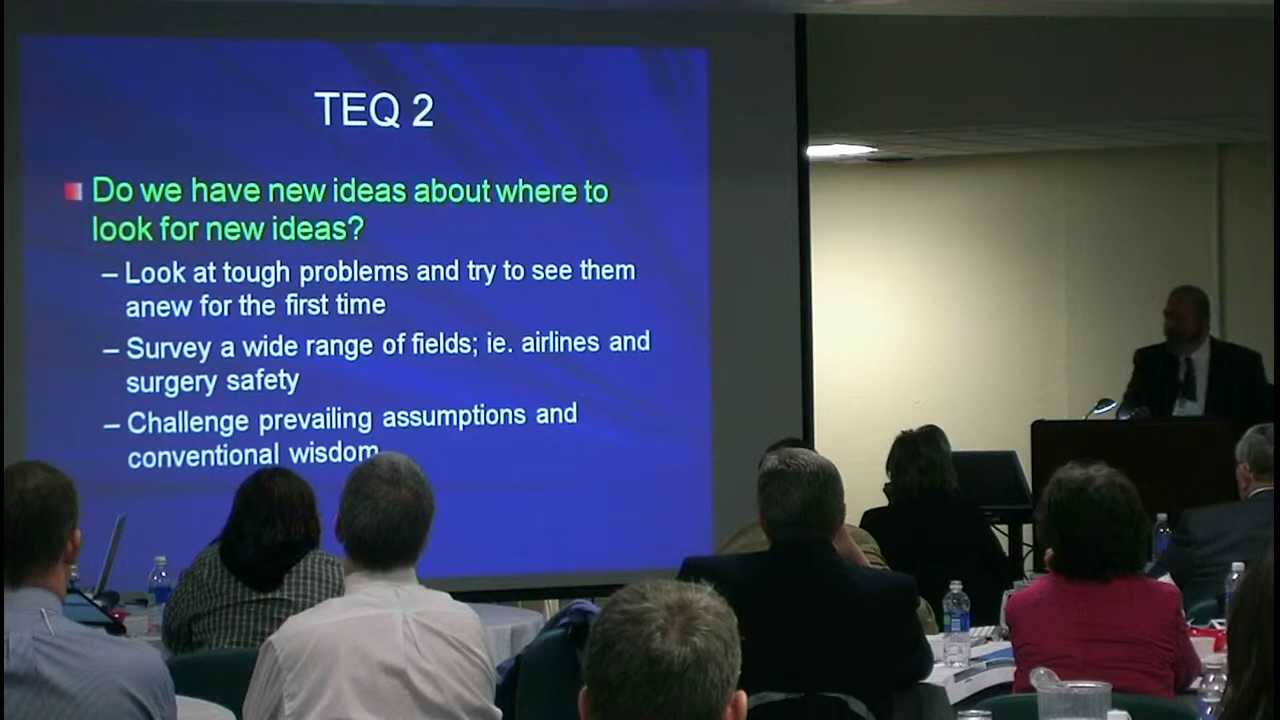 TEQ 2
Do we have new ideas about where to
look for new ideas?
– Look at tough problems and try to see them
anew for the first time
– Survey a wide range of fields; ie. airlines and
surgery safety
– Challenge prevailing assumptions and
conventional wisdom